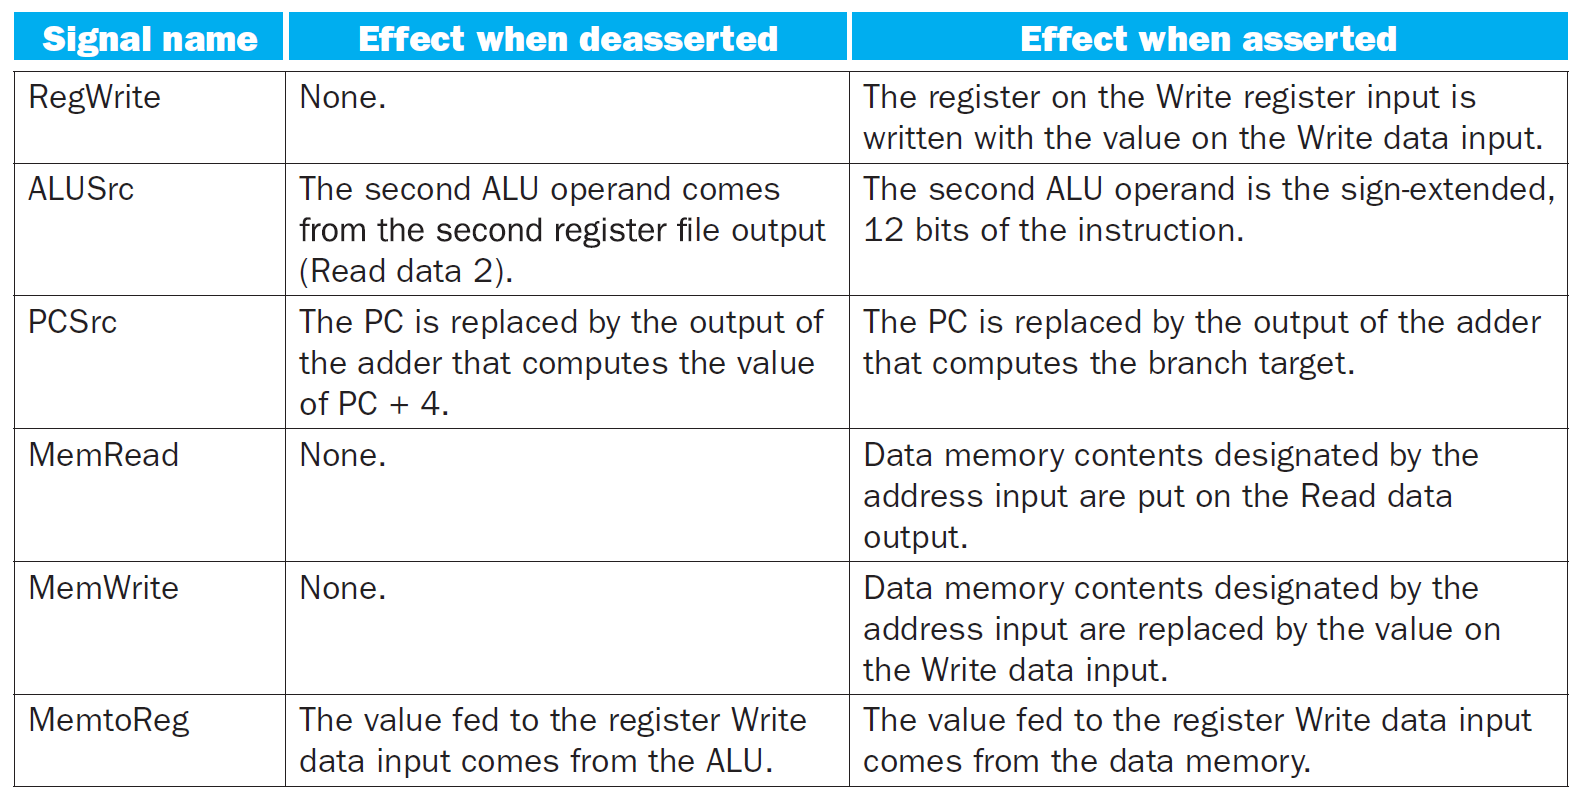 Signal name Effect when deasserted Effect when asserted
RegWrite
None.
The register on the Write register input is
written with the value on the Write data input.
ALUSrc
The second ALU operand comes
from the second register file output
(Read data 2).
The second ALU operand is the sign-extended,
12 bits of the instruction.
PCSrc
The PC is replaced by the output of
the adder that computes the value
of PC + 4.
The PC is replaced by the output of the adder
that computes the branch target.
MemRead
None.
Data memory contents designated by the
address input are put on the Read data
output.
MemWrite
None.
Data memory contents designated by the
address input are replaced by the value on
the Write data input.
MemtoReg
The value fed to the register Write
data input comes from the ALU.
The value fed to the register Write data input
comes from the data memory.